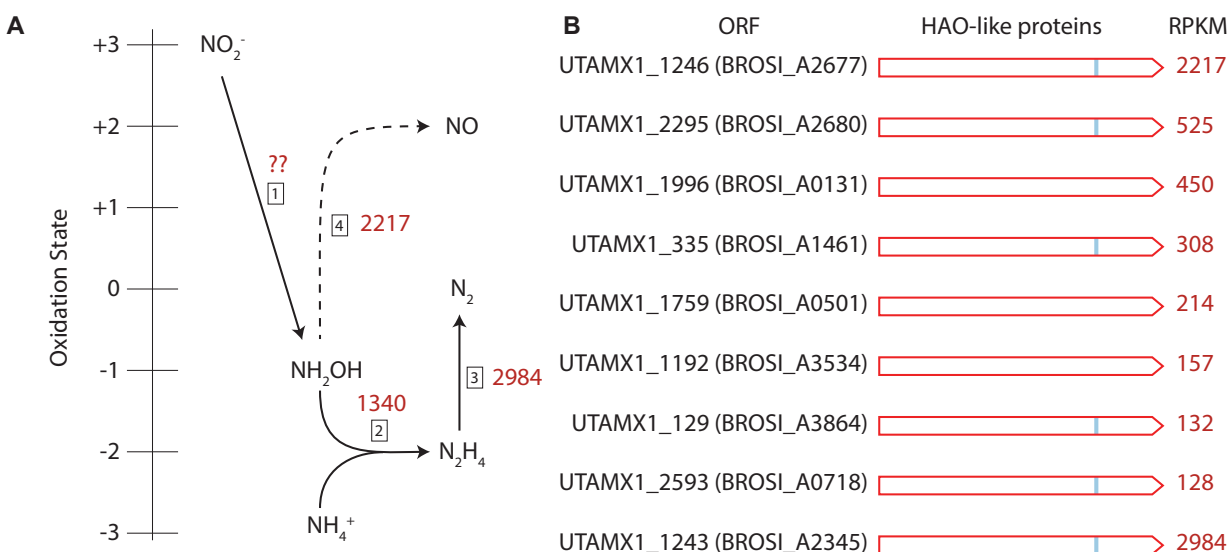 A
Oxidation State
+3
+2
+1
0
-1
-2
-3
NO₂⁻
NO
??
1
4 2217
N₂
NH₂OH
3 2984
1340
2
N₂H₄
NH₄⁺
B
ORF HAO-like proteins RPKM
UTAMX1_1246 (BROSI_A2677) 2217
UTAMX1_2295 (BROSI_A2680) 525
UTAMX1_1996 (BROSI_A0131) 450
UTAMX1_335 (BROSI_A1461) 308
UTAMX1_1759 (BROSI_A0501) 214
UTAMX1_1192 (BROSI_A3534) 157
UTAMX1_129 (BROSI_A3864) 132
UTAMX1_2593 (BROSI_A0718) 128
UTAMX1_1243 (BROSI_A2345) 2984